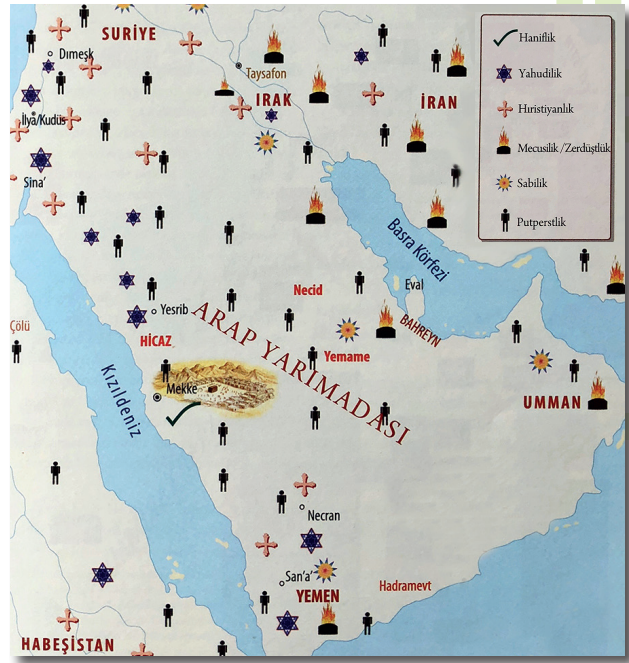 SURİYE
Dımeşk
Taysafon
IRAK
İRAN
İlya/Kudüs
Sina'
Basra Körfezi
Eval
Necid
Yesrib
BAHREYN
Çölü
HİCAZ
ARAP YARIMADASI
Yemame
Kızıldeniz
Mekke
UMMAN
Necran
San'a'
YEMEN
Hadramevt
HABEŞİSTAN
Haniflik
Yahudilik
Hıristiyanlık
Mecusilik /Zerdüştlük
Sabilik
Putperstlik